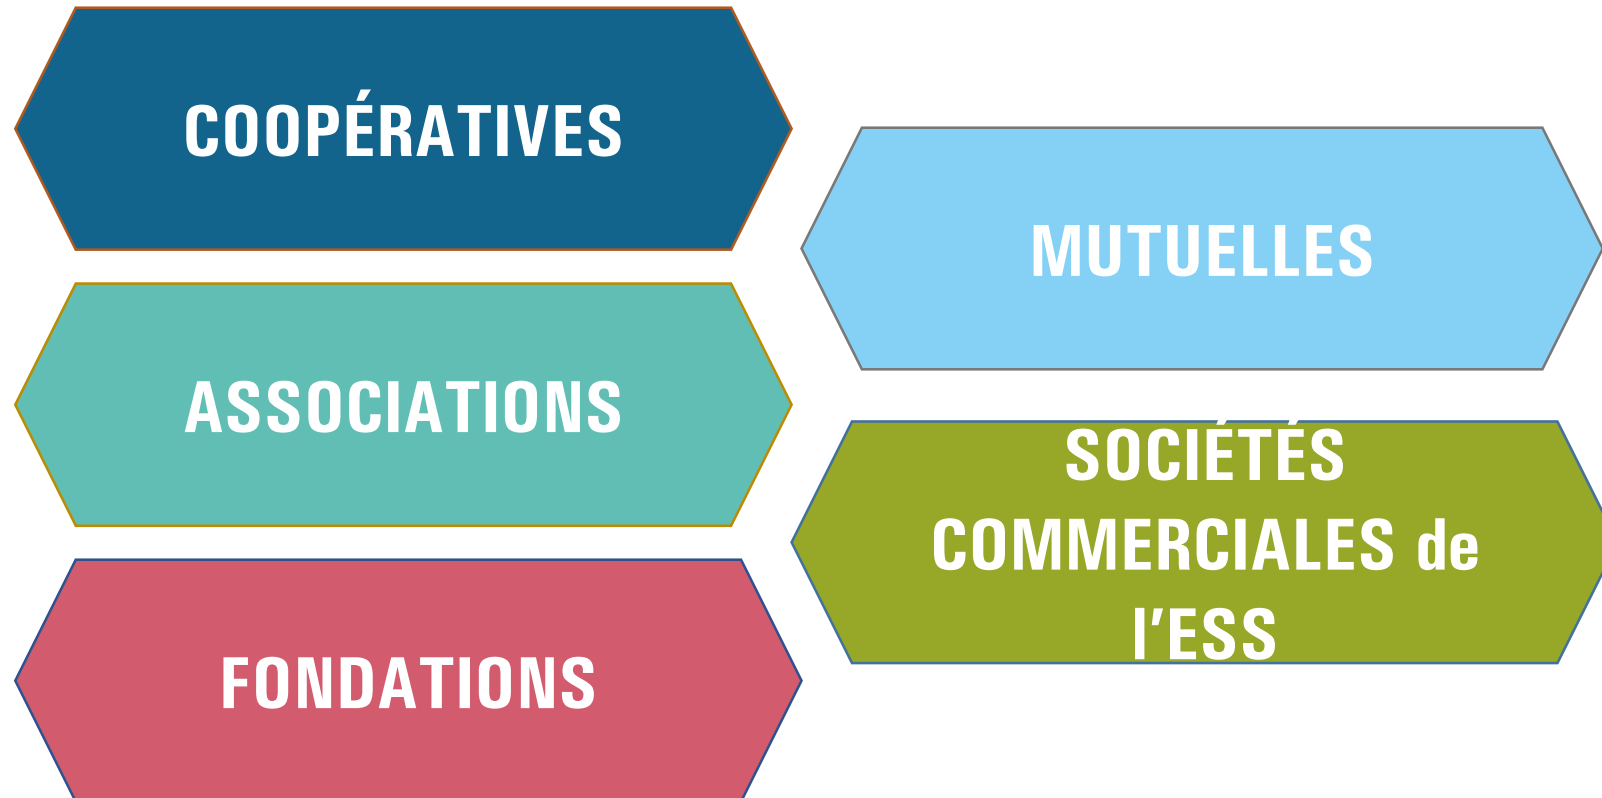 COOPÉRATIVES
ASSOCIATIONS
FONDATIONS
MUTUELLES
SOCIÉTÉS
COMMERCIALES de
l’ESS